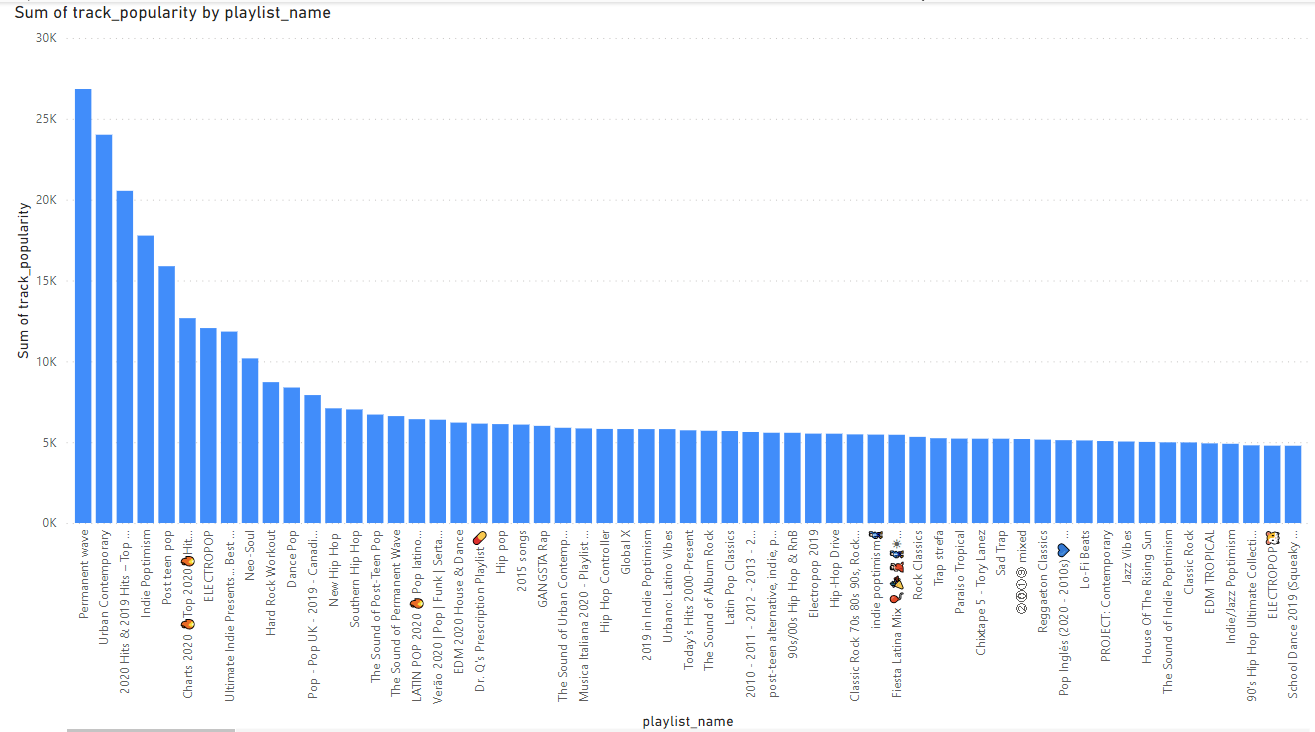 Sum of track_popularity by playlist_name
30K
25K
20K
15K
10K
5K
0K
Sum of track_popularity
Permanent wave
Urban Contemporary
2020 Hits & 2019 Hits – Top ...
Indie Poptimism
Post teen pop
Charts 2020 🔥Top 2020🔥Hit...
ELECTROPOP
Ultimate Indie Presents... Best ...
Neo-Soul
Hard Rock Workout
Dance Pop
Pop - Pop UK - 2019 - Canadi...
New Hip Hop
Southern Hip Hop
The Sound of Post-Teen Pop
The Sound of Permanent Wave
LATIN POP 2020 🔥 Pop latino...
Verão 2020 | Pop | Funk | Serta...
EDM 2020 House & Dance
Dr. Q's Prescription Playlist💊
Hip pop
2015 songs
GANGSTA Rap
The Sound of Urban Contemp...
Musica Italiana 2020 - Playlist ...
Hip Hop Controller
Global X
2019 in Indie Poptimism
Urbano: Latino Vibes
Today's Hits 2000-Present
The Sound of Album Rock
Latin Pop Classics
2010 - 2011 - 2012 - 2013 - 2...
post-teen alternative, indie, p...
90s/00s Hip Hop & RnB
Electropop 2019
Hip-Hop Drive
Classic Rock 70s 80s 90s, Rock...
indie poptimism
Fiesta Latina Mix
Rock Classics
Trap strefa
Paraiso Tropical
Chixtape 5 - Tory Lanez
Sad Trap
②⓪①⑨ mixed
Reggaeton Classics
Pop Inglés (2020 - 2010s)💙 ...
Lo-Fi Beats
PROJECT: Contemporary
Jazz Vibes
House Of The Rising Sun
The Sound of Indie Poptimism
Classic Rock
EDM TROPICAL
Indie/Jazz Poptimism
90's Hip Hop Ultimate Collecti...
ELECTROPOP🐹
School Dance 2019 (Squeaky ...
playlist_name